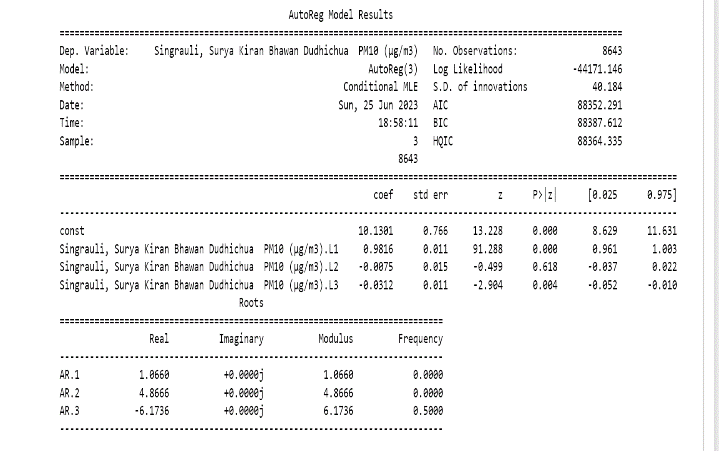 AutoReg Model Results
==============================================================================
Dep. Variable: Singrauli, Surya Kiran Bhawan Dudhichua PM10 (µg/m3) No. Observations: 8643
Model: AutoReg(3) Log Likelihood -44171.146
Method: Conditional MLE S.D. of innovations 40.184
Date: Sun, 25 Jun 2023 AIC 88352.291
Time: 18:58:11 BIC 88387.612
Sample: 3 HQIC 88364.335
8643
==============================================================================
coef std err z P>|z| [0.025 0.975]
------------------------------------------------------------------------------
const 10.1301 0.766 13.228 0.000 8.629 11.631
Singrauli, Surya Kiran Bhawan Dudhichua PM10 (µg/m3).L1 0.9816 0.011 91.288 0.000 0.961 1.003
Singrauli, Surya Kiran Bhawan Dudhichua PM10 (µg/m3).L2 -0.0075 0.015 -0.499 0.618 -0.037 0.022
Singrauli, Surya Kiran Bhawan Dudhichua PM10 (µg/m3).L3 -0.0312 0.011 -2.904 0.004 -0.052 -0.010
Roots
==============================================================================
Real Imaginary Modulus Frequency
------------------------------------------------------------------------------
AR.1 1.0660 +0.0000j 1.0660 0.0000
AR.2 4.8666 +0.0000j 4.8666 0.0000
AR.3 -6.1736 +0.0000j 6.1736 0.5000
------------------------------------------------------------------------------